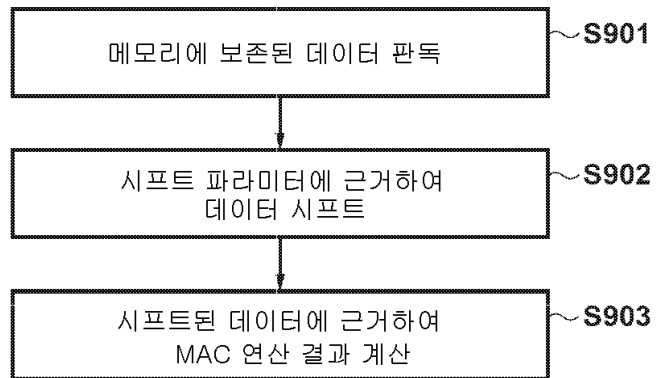 메모리에 보존된 데이터 판독
S901
시프트 파라미터에 근거하여
데이터 시프트
S902
시프트된 데이터에 근거하여
MAC 연산 결과 계산
S903